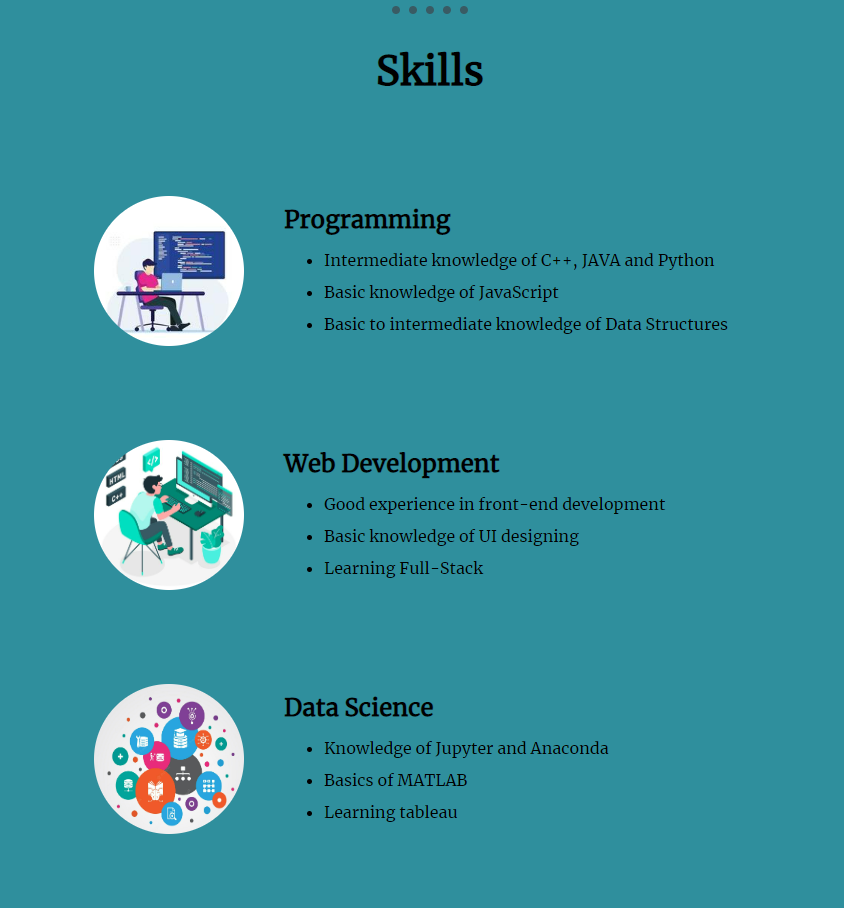 Skills
Programming
Intermediate knowledge of C++, JAVA and Python
Basic knowledge of JavaScript
Basic to intermediate knowledge of Data Structures
HTML
C++
</>
Web Development
Good experience in front-end development
Basic knowledge of UI designing
Learning Full-Stack
Data Science
Knowledge of Jupyter and Anaconda
Basics of MATLAB
Learning tableau